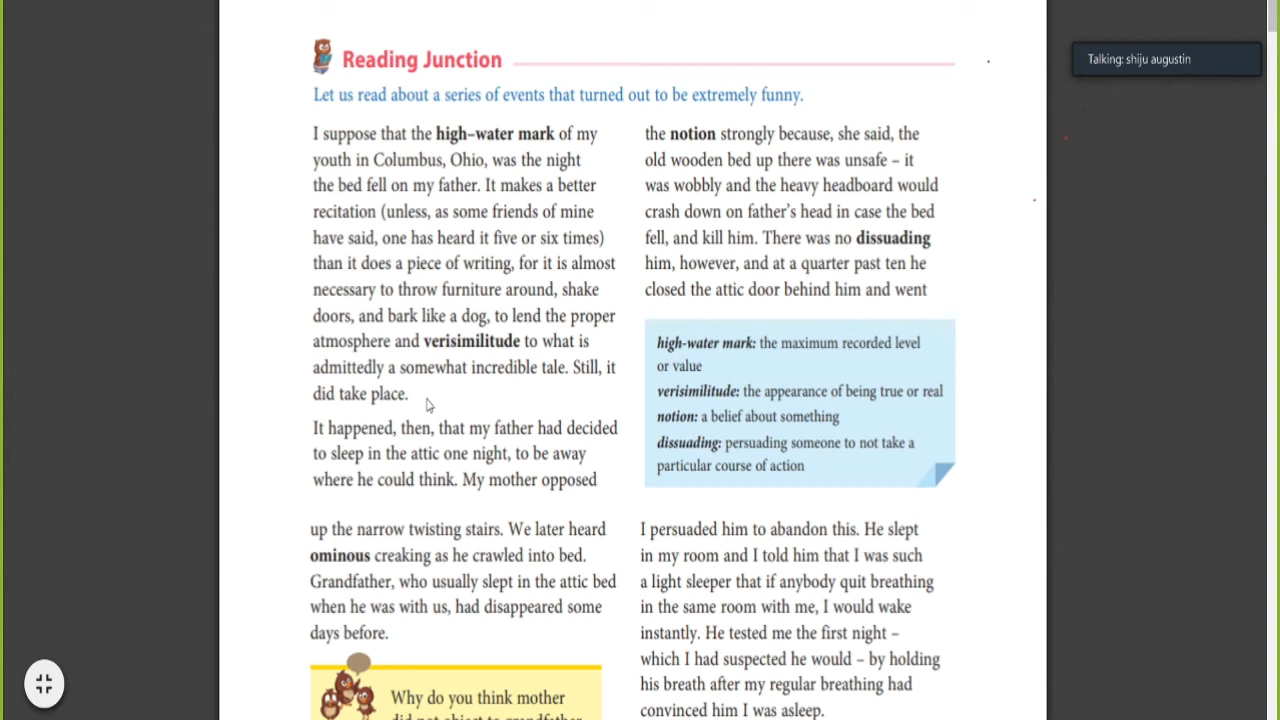 Reading Junction
Talking: shiju augustin
Let us read about a series of events that turned out to be extremely funny.
I suppose that the high–water mark of my
youth in Columbus, Ohio, was the night
the bed fell on my father. It makes a better
recitation (unless, as some friends of mine
have said, one has heard it five or six times)
than it does a piece of writing, for it is almost
necessary to throw furniture around, shake
doors, and bark like a dog, to lend the proper
atmosphere and verisimilitude to what is
admittedly a somewhat incredible tale. Still, it
did take place.
It happened, then, that my father had decided
to sleep in the attic one night, to be away
where he could think. My mother opposed
the notion strongly because, she said, the
old wooden bed up there was unsafe – it
was wobbly and the heavy headboard would
crash down on father's head in case the bed
fell, and kill him. There was no dissuading
him, however, and at a quarter past ten he
closed the attic door behind him and went
high-water mark: the maximum recorded level
or value
verisimilitude: the appearance of being true or real
notion: a belief about something
dissuading: persuading someone to not take a
particular course of action
up the narrow twisting stairs. We later heard
ominous creaking as he crawled into bed.
Grandfather, who usually slept in the attic bed
when he was with us, had disappeared some
days before.
Why do you think mother
did not object to grandfather
I persuaded him to abandon this. He slept
in my room and I told him that I was such
a light sleeper that if anybody quit breathing
in the same room with me, I would wake
instantly. He tested me the first night –
which I had suspected he would – by holding
his breath after my regular breathing had
convinced him I was asleep.